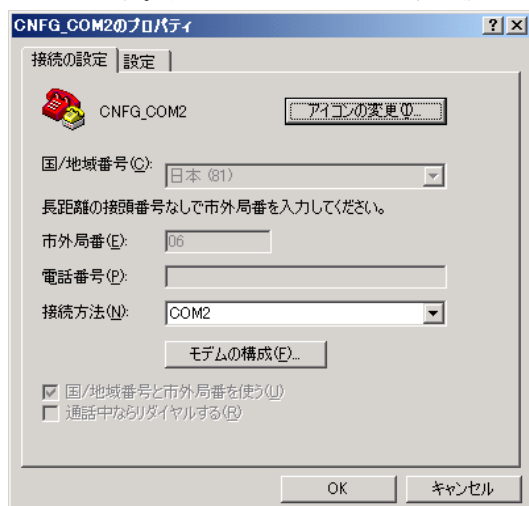 CNFG_COM2のプロパティ
接続の設定 設定
CNFG_COM2 アイコンの変更(I)...
国/地域番号(C): 日本 (81)
長距離の接頭番号なしで市外局番を入力してください。
市外局番(E): 06
電話番号(P):
接続方法(N): COM2
モデムの構成(F)...
国/地域番号と市外局番を使う(U)
通話中ならリダイヤルする(R)
OK キャンセル